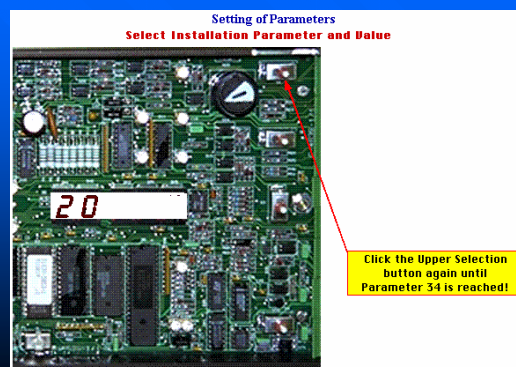 Setting of Parameters
Select Installation Parameter and Value
20
Click the Upper Selection
button again until
Parameter 34 is reached!